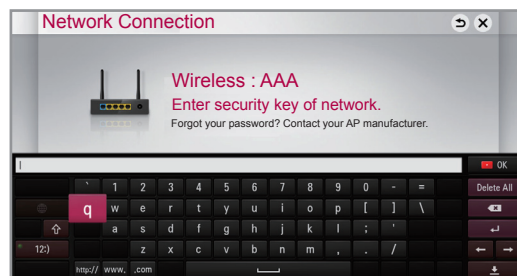 Network Connection
Wireless : AAA
Enter security key of network.
Forgot your password? Contact your AP manufacturer.
OK
` 1 2 3 4 5 6 7 8 9 0 - = Delete All
q w e r t y u i o p [ ] \
a s d f g h j k l ; '
12:) z x c v b n m , . /
http:// www. .com